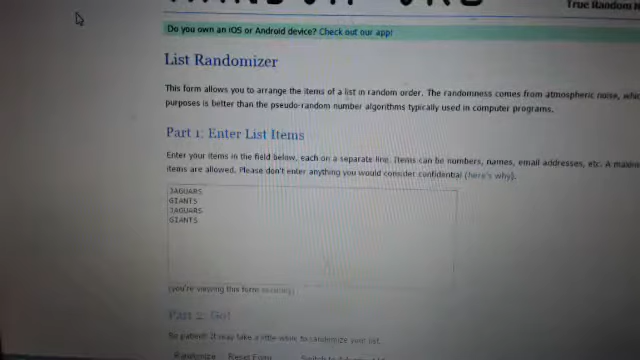 True Random N
Do you own an iOS or Android device? Check out our app!
List Randomizer
This form allows you to arrange the items of a list in random order. The randomness comes from atmospheric noise, which
purposes is better than the pseudo-random number algorithms typically used in computer programs.
Part 1: Enter List Items
Enter your items in the field below, each on a separate line. Items can be numbers, names, email addresses, etc. A maxim
items are allowed. Please don't enter anything you would consider confidential (here's why).
JAGUARS
GIANTS
JAGUARS
GIANTS
(you're viewing this form securely)
Part 2: Go!
Be patient! It may take a little while to randomize your list.
Randomize Reset Form Switch to